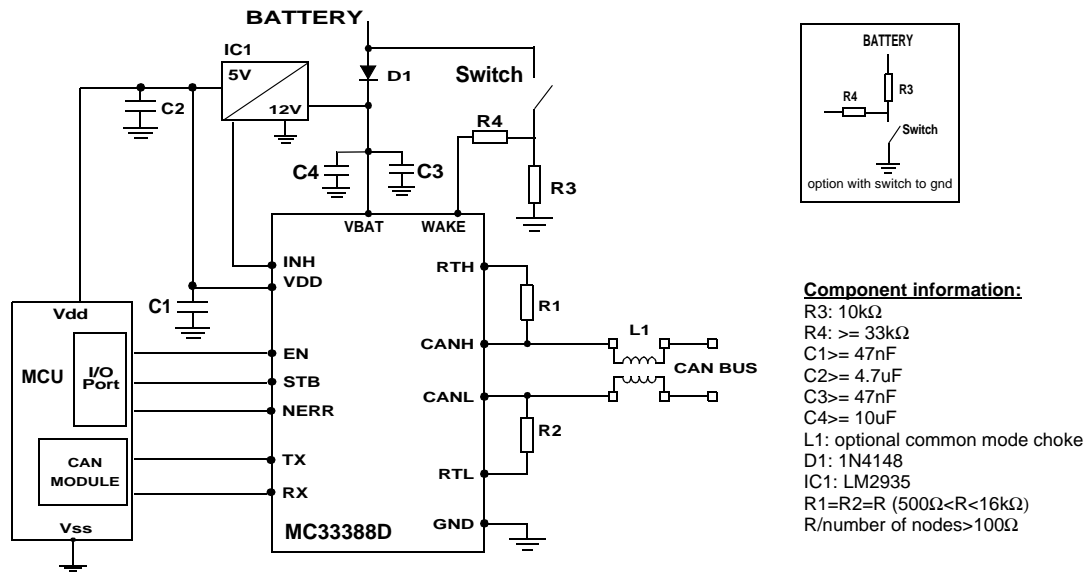 BATTERY
IC1
5V
12V
D1
Switch
C2
R4
C4
C3
R3
VBAT
WAKE
INH
VDD
C1
RTH
R1
L1
Vdd
MCU
I/O
Port
EN
STB
NERR
CANH
CANL
CAN BUS
R2
CAN
MODULE
TX
RX
RTL
GND
Vss
MC33388D
BATTERY
R3
R4
Switch
option with switch to gnd
Component information:
R3: 10kΩ
R4: >= 33kΩ
C1>= 47nF
C2>= 4.7uF
C3>= 47nF
C4>= 10uF
L1: optional common mode choke
D1: 1N4148
IC1: LM2935
R1=R2=R (500Ω<R<16kΩ)
R/number of nodes>100Ω